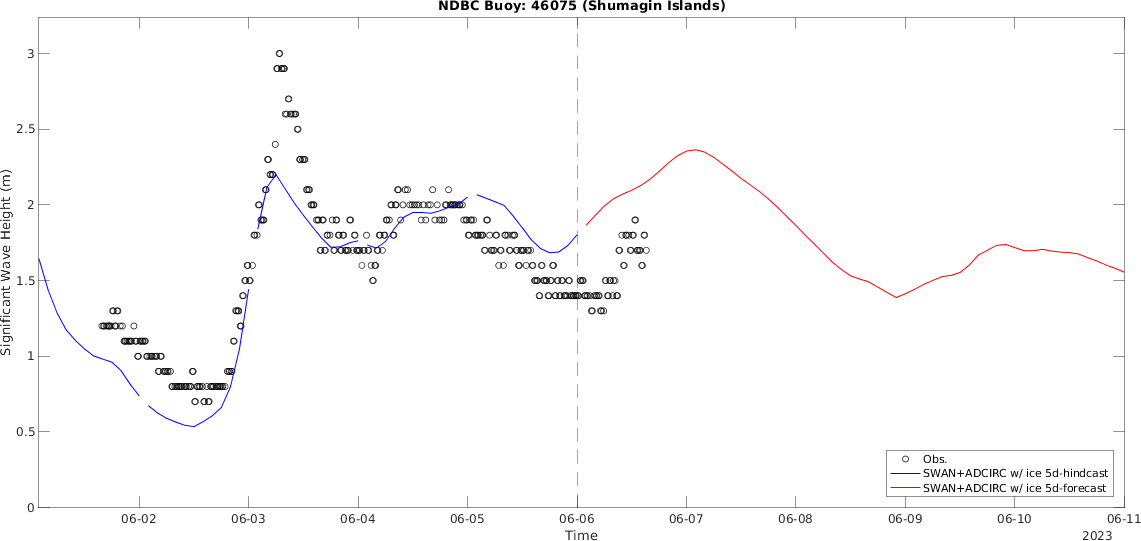 NDBC Buoy: 46075 (Shumagin Islands)
Significant Wave Height (m)
3
2.5
2
1.5
1
0.5
0
06-02 06-03 06-04 06-05 06-06 06-07 06-08 06-09 06-10 06-11
Time
2023
Obs.
SWAN+ADCIRC w/ ice 5d-hindcast
SWAN+ADCIRC w/ ice 5d-forecast